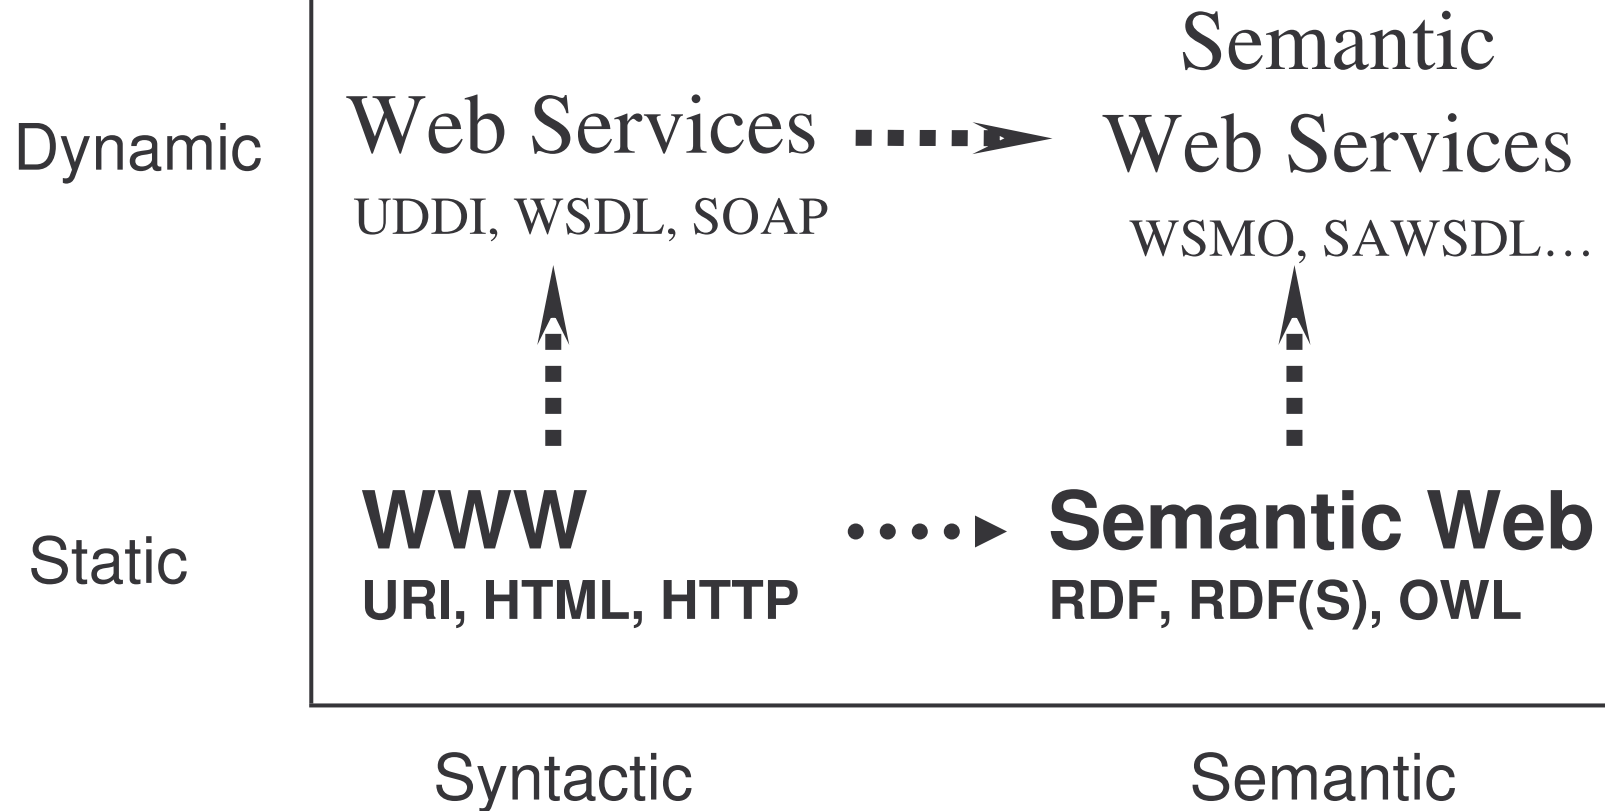 Semantic
Dynamic
Web Services
Web Services
UDDI, WSDL, SOAP
WSMO, SAWSDL…
Static
WWW
Semantic Web
URI, HTML, HTTP
RDF, RDF(S), OWL
Syntactic
Semantic